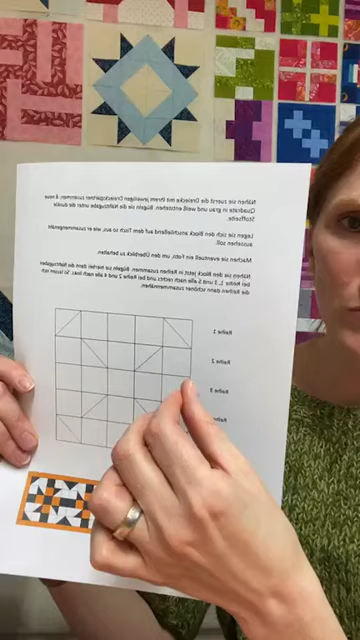 Nähen Sie zuerst die Dreiecke mit ihrem jeweiligen Dreieckspartner zusammen. 8 neue
Quadrate in grau und weiß entstehen. Bügeln Sie die Nahtzugabe unter die dunkle
Stoffseite.
Legen Sie sich den Block anschließend auf dem Tisch so aus, wie er zusammengenäht
aussehen soll.
Machen Sie eventuell ein Foto, um den Überblick zu behalten.
Nähen Sie den Block jetzt in Reihen zusammen. Bügeln Sie hierbei die Nahtzugaben
bei Reihe 1, 3 und 5 alle nach rechts und bei Reihe 2 und 4 alle nach links. So lassen sich
die Reihen dann schöner zusammennähen.
Reihe 1
Reihe 2
Reihe 3